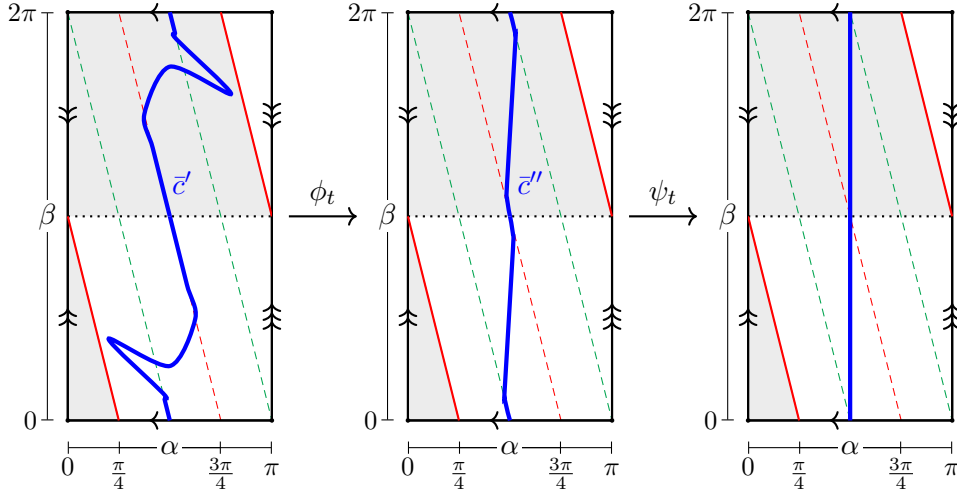 2π 2π 2π
c̄′ c̄″
β ϕ_t β ψ_t β
0 0 0
α α α
0 π/4 3π/4 π 0 π/4 3π/4 π 0 π/4 3π/4 π